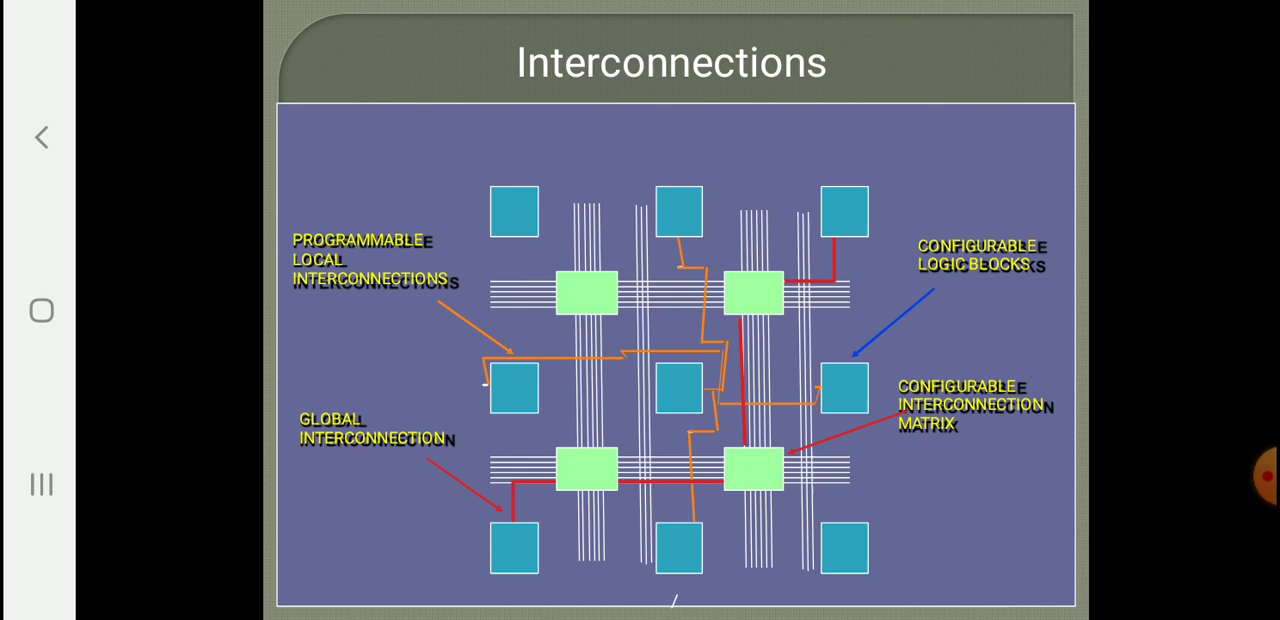 Interconnections
PROGRAMMABLE
LOCAL
INTERCONNECTIONS
CONFIGURABLE
LOGIC BLOCKS
CONFIGURABLE
INTERCONNECTION
MATRIX
GLOBAL
INTERCONNECTION
/